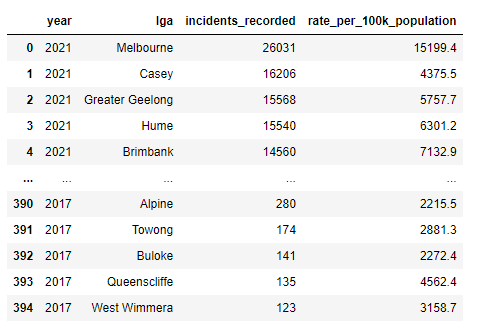 year lga incidents_recorded rate_per_100k_population
0 2021 Melbourne 26031 15199.4
1 2021 Casey 16206 4375.5
2 2021 Greater Geelong 15568 5757.7
3 2021 Hume 15540 6301.2
4 2021 Brimbank 14560 7132.9
... ... ... ... ...
390 2017 Alpine 280 2215.5
391 2017 Towong 174 2881.3
392 2017 Buloke 141 2272.4
393 2017 Queenscliffe 135 4562.4
394 2017 West Wimmera 123 3158.7